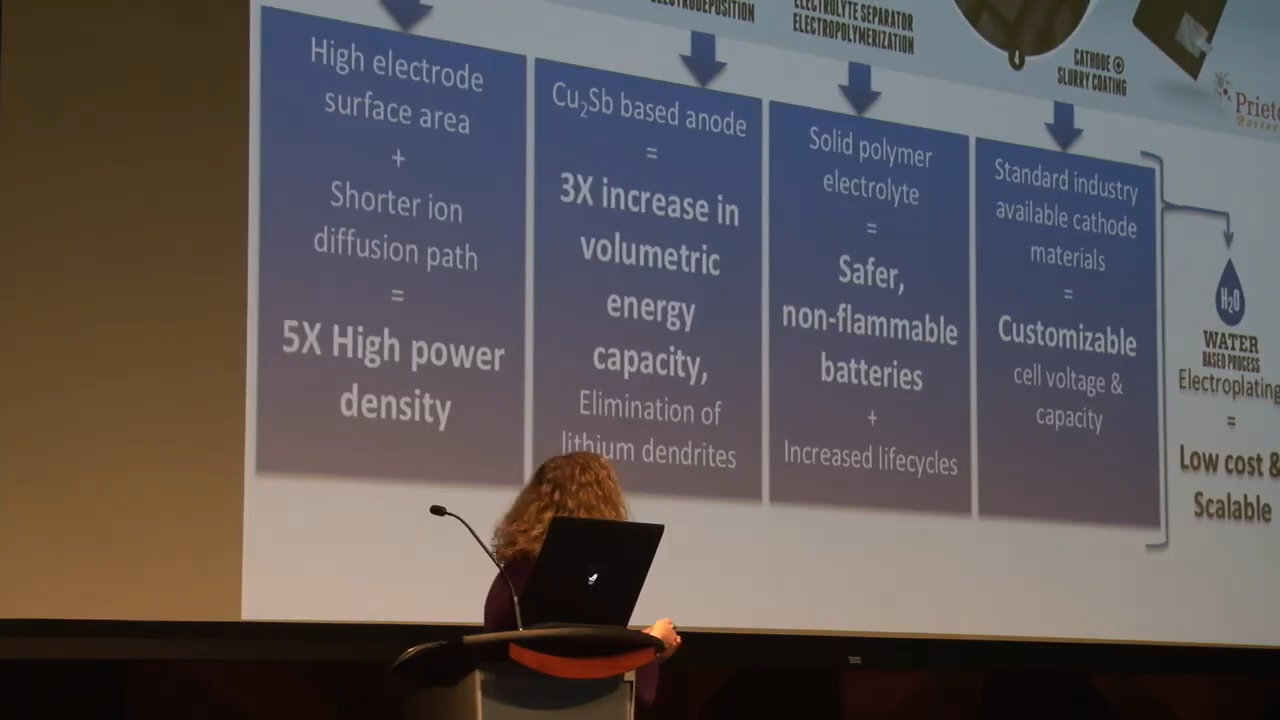 ELECTROLYTE SEPARATOR
ELECTROPOLYMERIZATION
CATHODE
SLURRY COATING
High electrode
surface area
+
Shorter ion
diffusion path
=
5X High power
density
Cu₂Sb based anode
=
3X increase in
volumetric
energy
capacity,
Elimination of
lithium dendrites
Solid polymer
electrolyte
=
Safer,
non-flammable
batteries
+
Increased lifecycles
Standard industry
available cathode
materials
=
Customizable
cell voltage &
capacity
H₂O
WATER
BASED PROCESS
Electroplating
=
Low cost &
Scalable